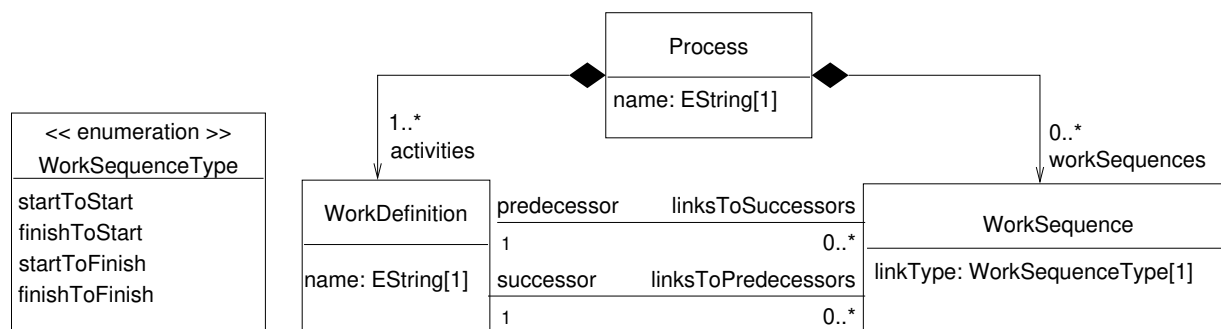 Process
name: EString[1]
1..*
activities
0..*
workSequences
<< enumeration >>
WorkSequenceType
startToStart
finishToStart
startToFinish
finishToFinish
WorkDefinition
name: EString[1]
predecessor linksToSuccessors
1 0..*
successor linksToPredecessors
1 0..*
WorkSequence
linkType: WorkSequenceType[1]